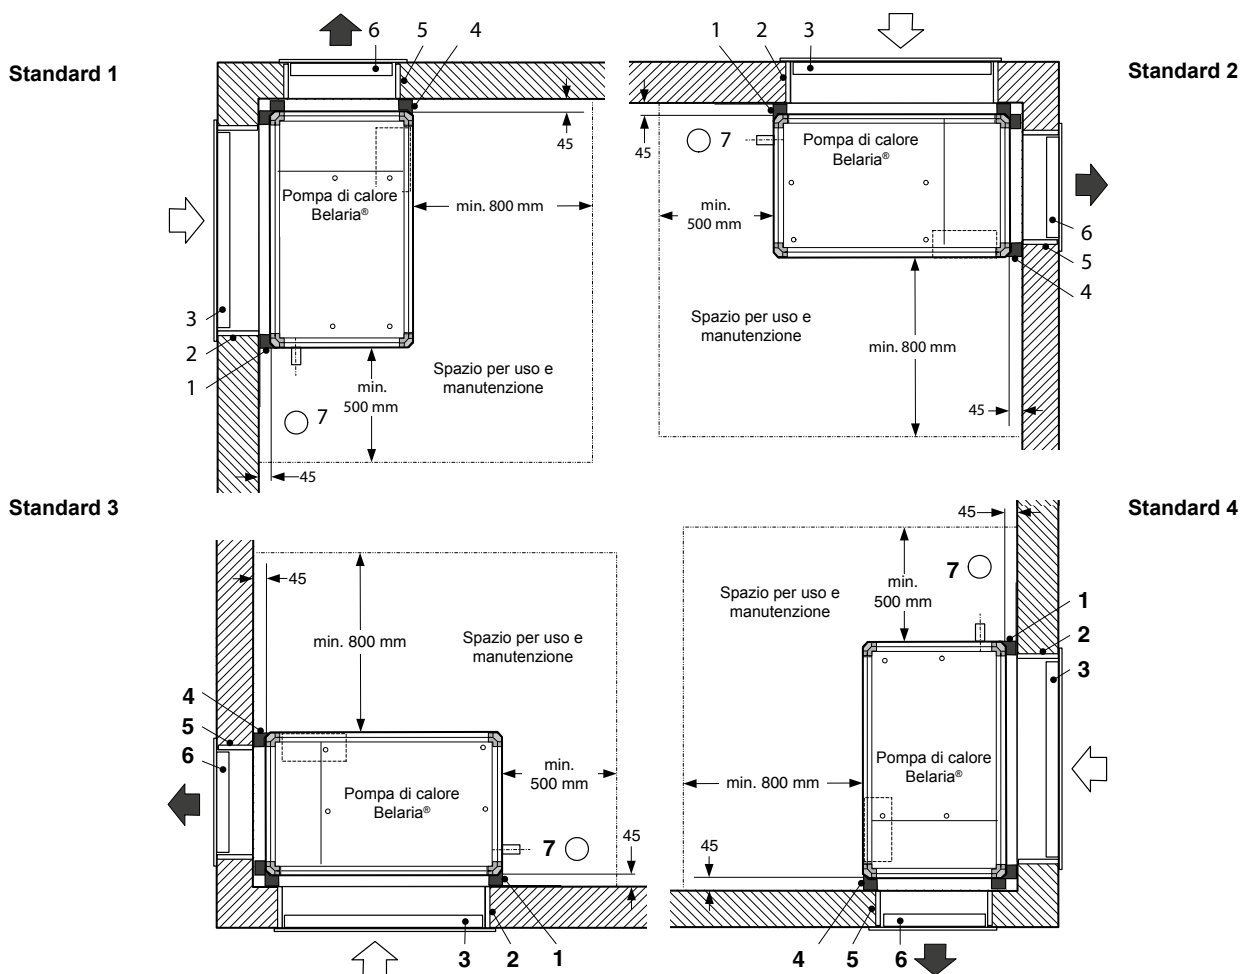 Standard 1
6
5
4
45
Pompa di calore
Belaria®
min. 800 mm
3
2
1
min.
500 mm
Spazio per uso e
manutenzione
7
45
Standard 2
1
2
3
45
7
Pompa di calore
Belaria®
min.
500 mm
6
5
4
Spazio per uso e
manutenzione
min. 800 mm
45
Standard 3
45
min. 800 mm
Spazio per uso e
manutenzione
4
5
6
min.
500 mm
Pompa di calore
Belaria®
7
45
3
2
1
Standard 4
45
7
min.
500 mm
Spazio per uso e
manutenzione
1
2
3
Pompa di calore
Belaria®
min. 800 mm
45
4
5
6